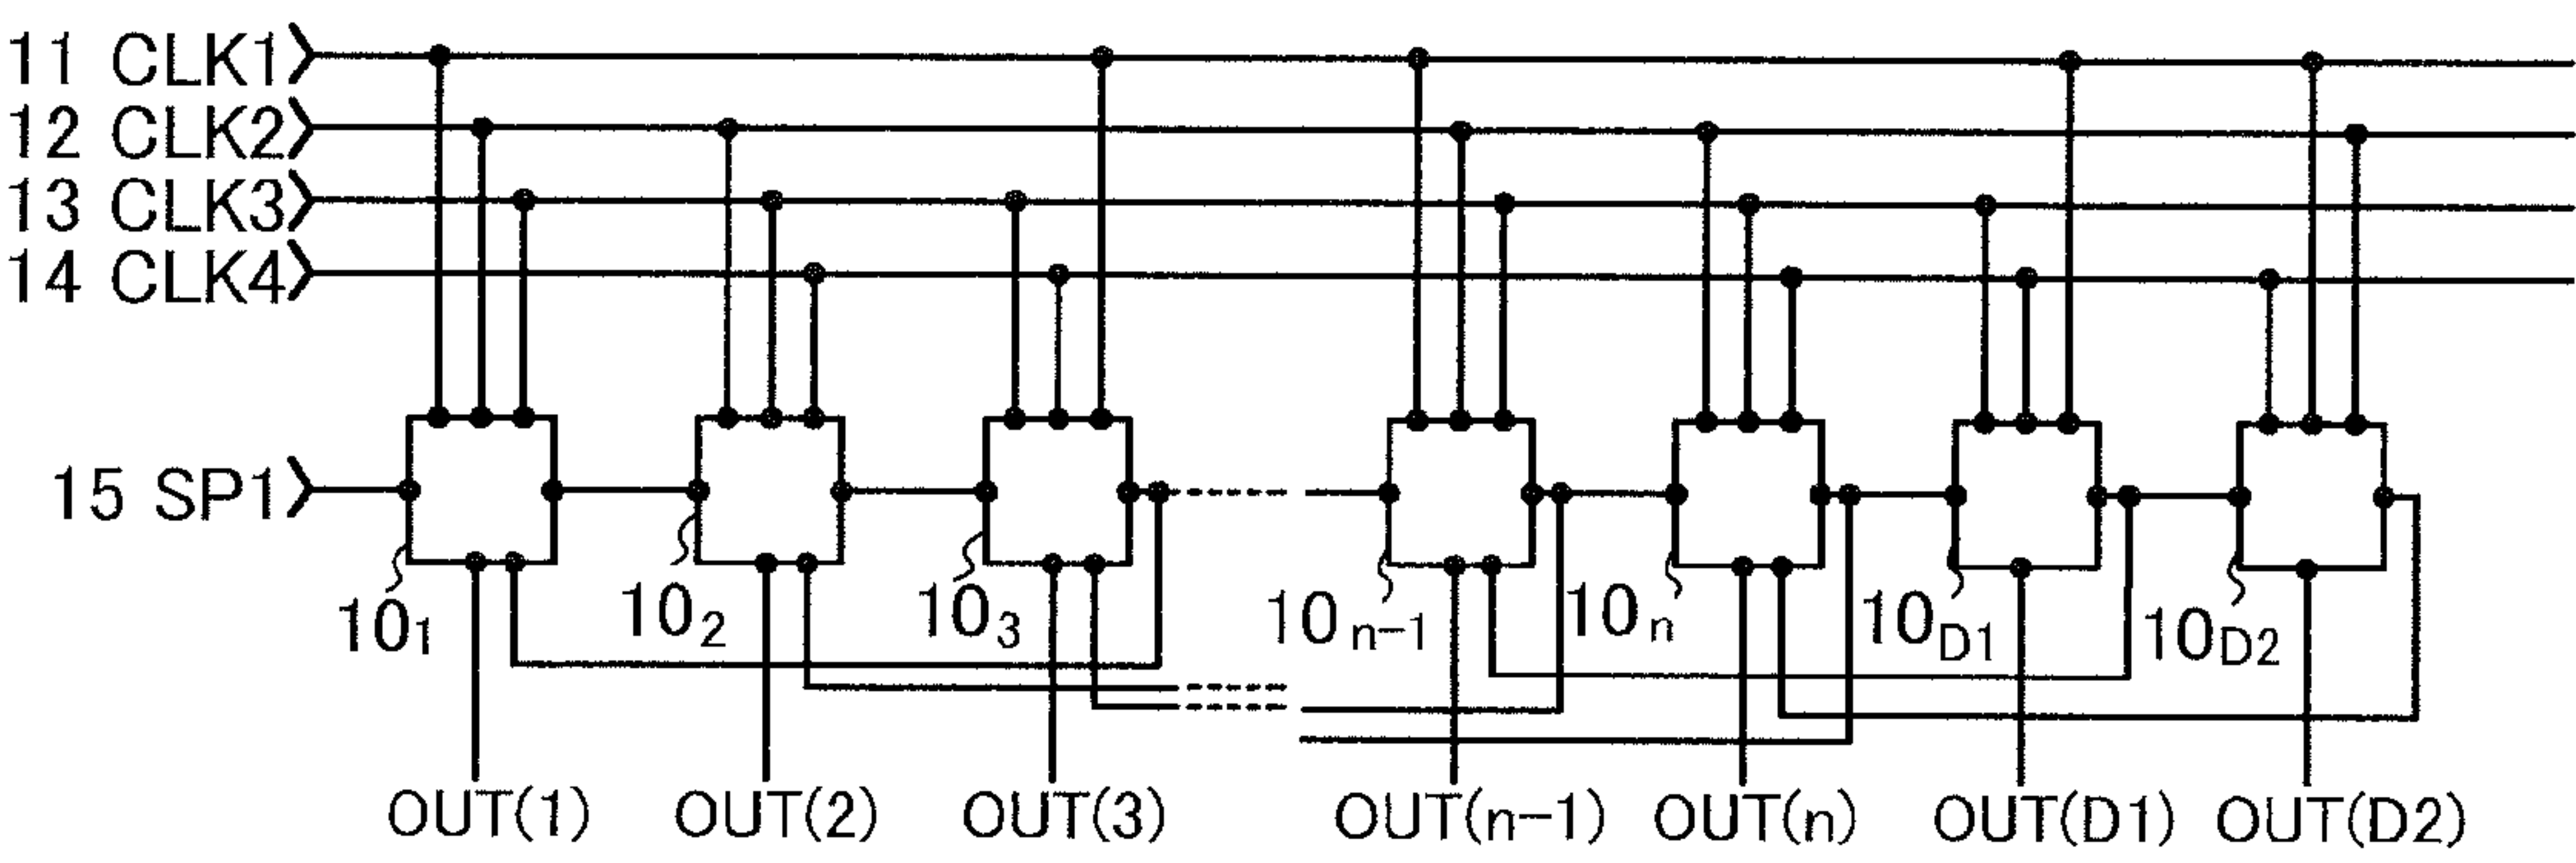 11 CLK1
12 CLK2
13 CLK3
14 CLK4
15 SP1
10₁
10₂
10₃
10ₙ₋₁
10ₙ
10D1
10D2
OUT(1)
OUT(2)
OUT(3)
OUT(n-1)
OUT(n)
OUT(D1)
OUT(D2)